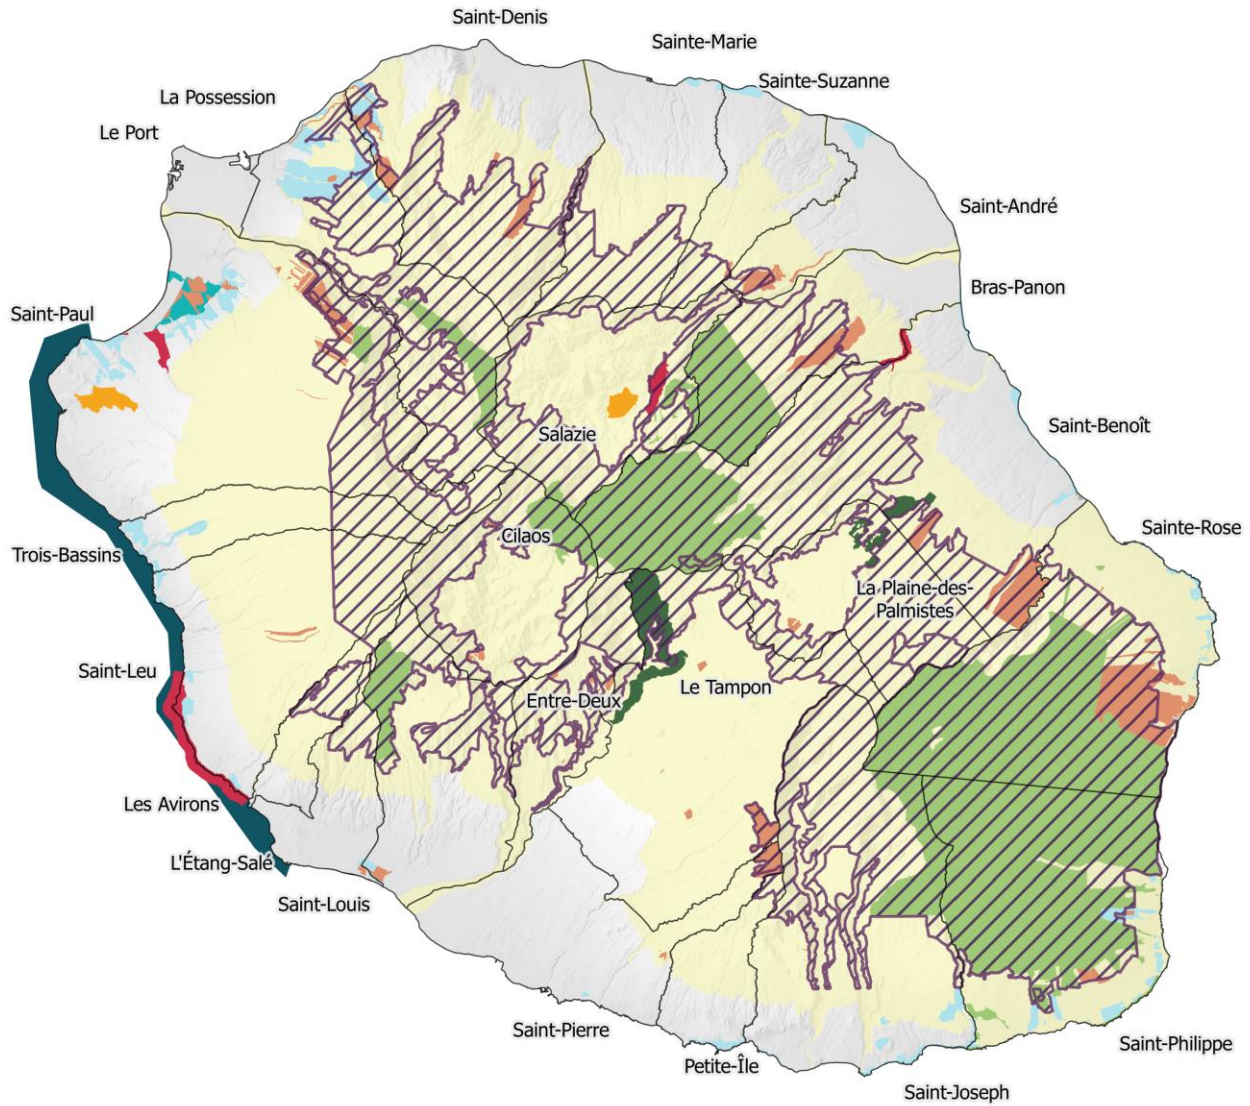 Saint-Denis
Sainte-Marie
Sainte-Suzanne
La Possession
Le Port
Saint-André
Bras-Panon
Saint-Paul
Saint-Benoît
Salazie
Sainte-Rose
Cilaos
Trois-Bassins
La Plaine-des-
Palmistes
Saint-Leu
Le Tampon
Entre-Deux
Les Avirons
L'Étang-Salé
Saint-Louis
Saint-Pierre
Saint-Philippe
Petite-Île
Saint-Joseph